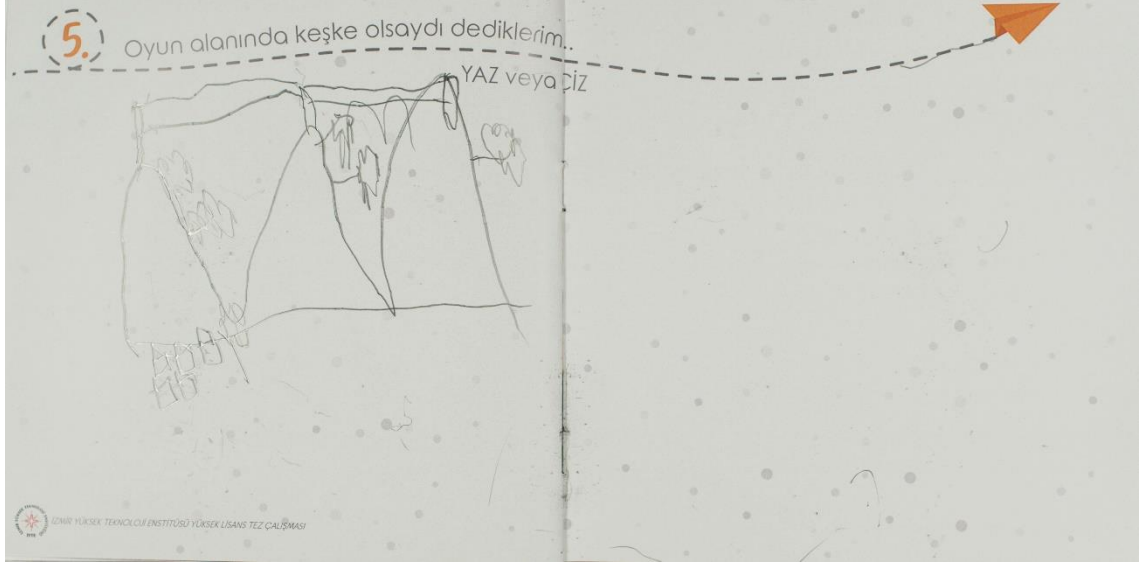 5.
Oyun alanında keşke olsaydı dediklerim..
YAZ veya ÇİZ
İZMİR YÜKSEK TEKNOLOJİ ENSTİTÜSÜ YÜKSEK LİSANS TEZ ÇALIŞMASI